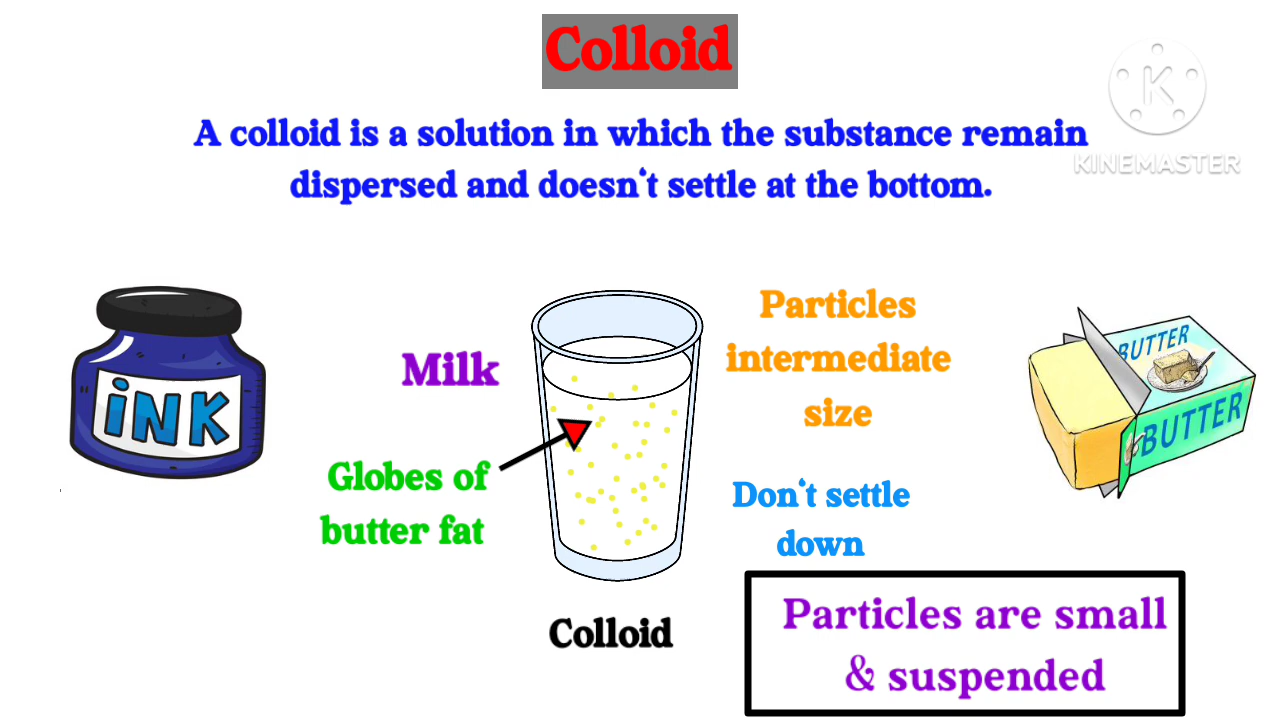 Colloid
K
KINEMASTER
A colloid is a solution in which the substance remain
dispersed and doesn't settle at the bottom.
INK
Milk
Globes of
butter fat
Particles
intermediate
size
Don't settle
down
BUTTER
BUTTER
Colloid
Particles are small
& suspended